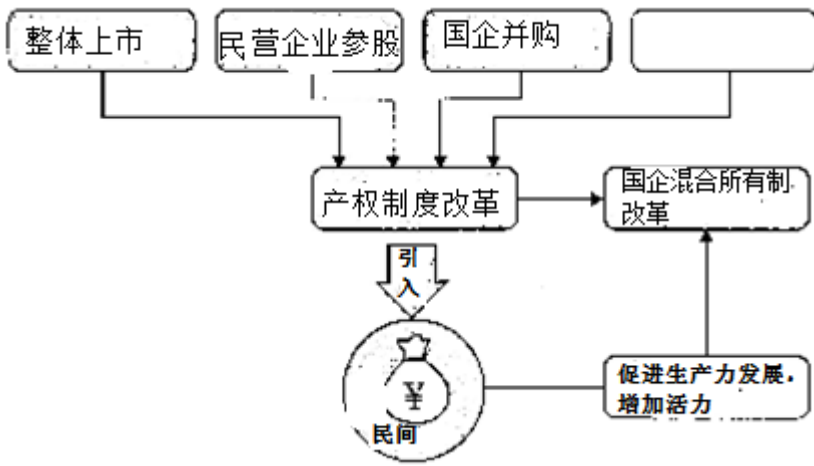 整体上市
民营企业参股
国企并购
产权制度改革
国企混合所有制
改革
引
入
¥
民间
促进生产力发展，
增加活力